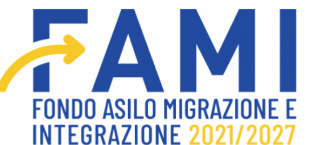 FAMI
FONDO ASILO MIGRAZIONE E
INTEGRAZIONE 2021/2027